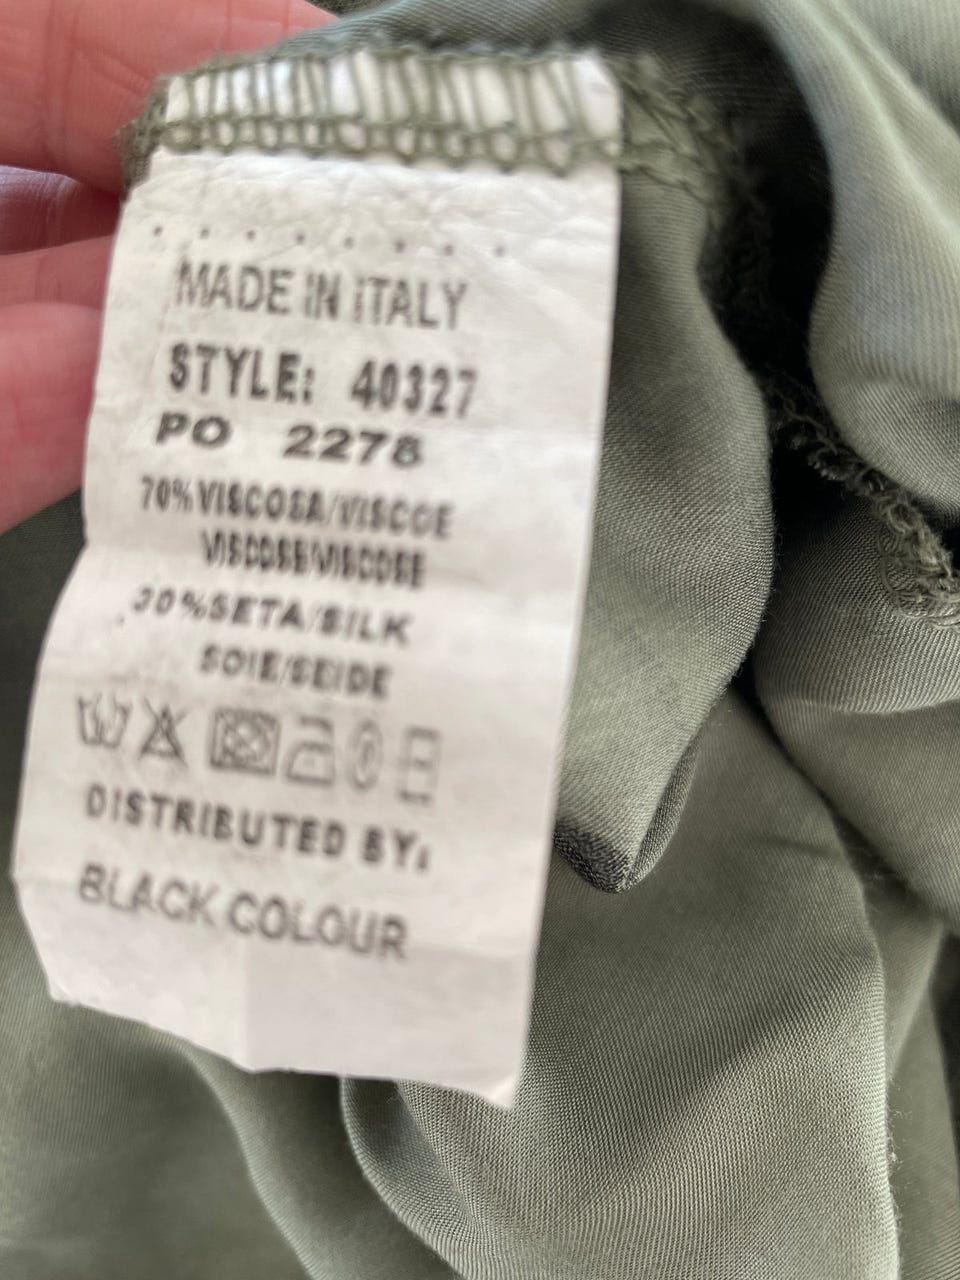 MADE IN ITALY
STYLE: 40327
PO 2278
70%VISCOSA/VISCOE
VISCOSE/VISCOSE
30%SETA/SILK
SOIE/SEIDE
DISTRIBUTED BY:
BLACK COLOUR